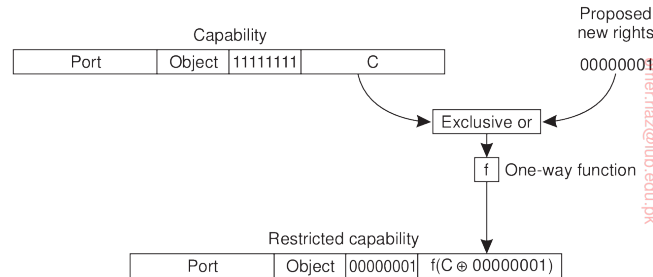 Proposed
new rights
Capability
Port Object 11111111 C
00000001
Exclusive or
f One-way function
Restricted capability
Port Object 00000001 f(C ⊕ 00000001)